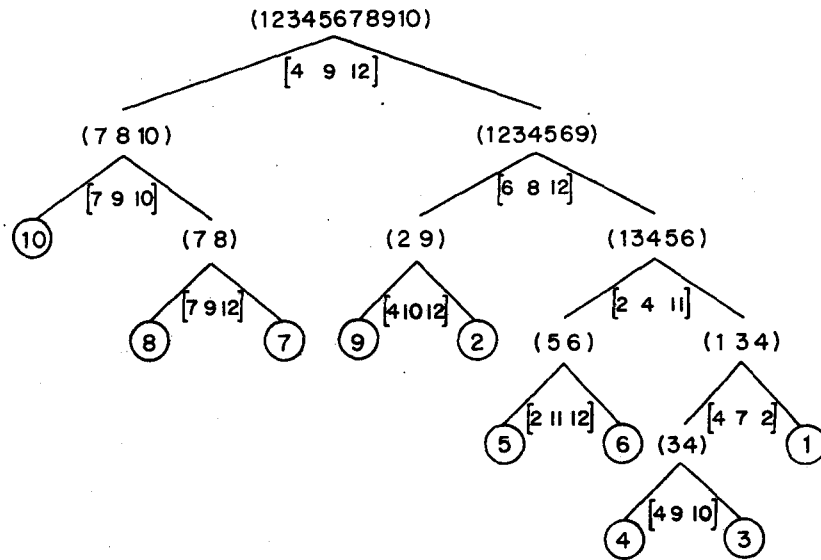 (12345678910)
[4 9 12]
(7 8 10) (1234569)
[7 9 10] [6 8 12]
10 (7 8) (2 9) (13456)
[7 9 12] [4 10 12] [2 4 11]
8 7 9 2 (5 6) (1 3 4)
[2 11 12] [4 7 2]
5 6 (34) 1
[4 9 10]
4 3